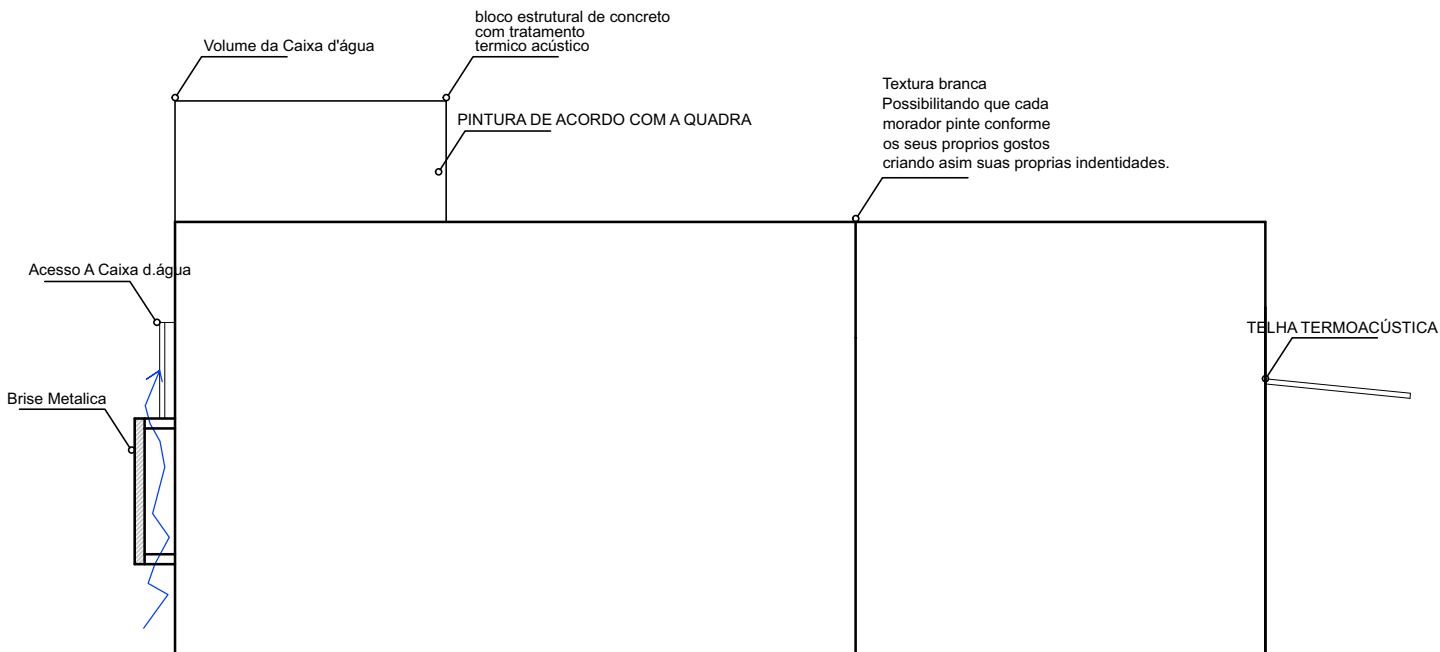 bloco estrutural de concreto
com tratamento
termico acústico
Volume da Caixa d'água
PINTURA DE ACORDO COM A QUADRA
Textura branca
Possibilitando que cada
morador pinte conforme
os seus proprios gostos
criando asim suas proprias indentidades.
Acesso A Caixa d.água
TELHA TERMOACÚSTICA
Brise Metalica